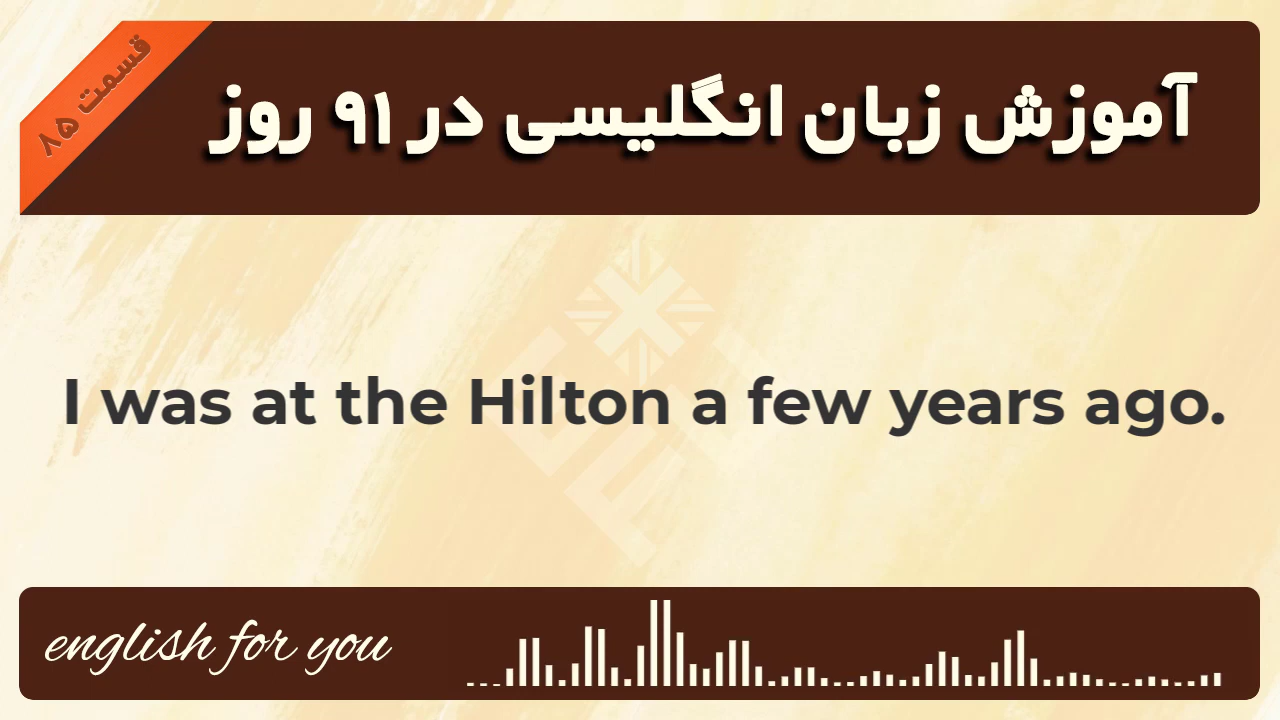 قسمت ۸۵
آموزش زبان انگلیسی در ۹۱ روز
I was at the Hilton a few years ago.
english for you